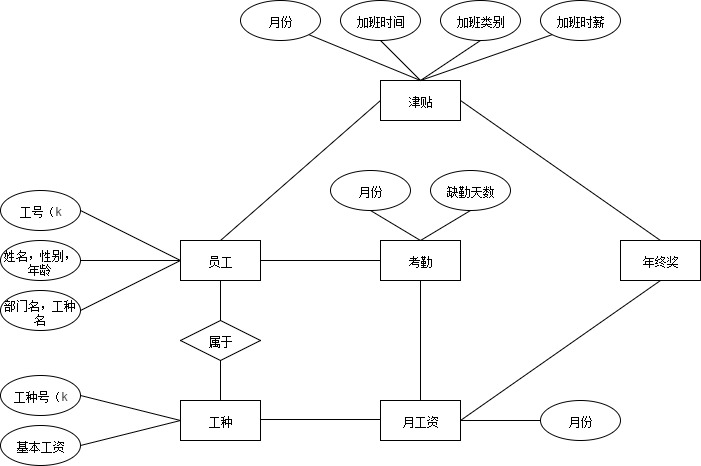 月份
加班时间
加班类别
加班时薪
津贴
月份
缺勤天数
工号（k
姓名，性别，
年龄
部门名，工种
名
员工
考勤
年终奖
属于
工种号（k
基本工资
工种
月工资
月份